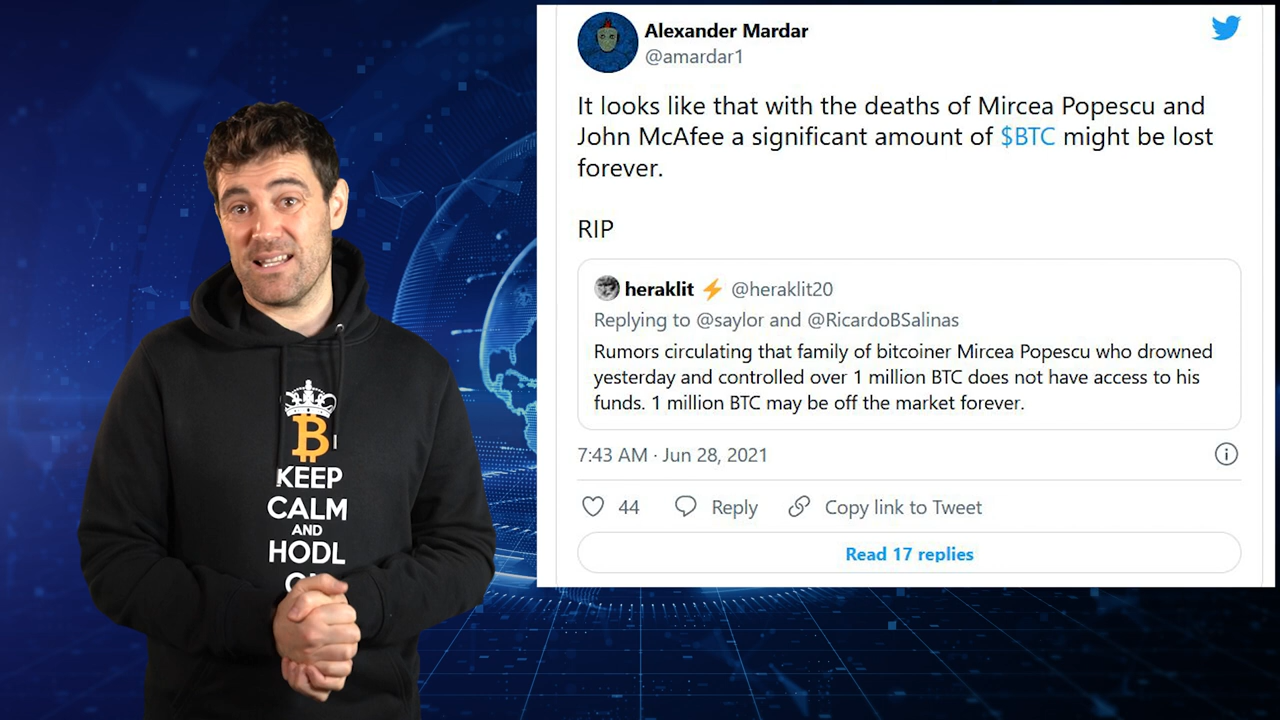 Alexander Mardar
@amardar1
It looks like that with the deaths of Mircea Popescu and
John McAfee a significant amount of $BTC might be lost
forever.
RIP
heraklit ⚡ @heraklit20
Replying to @saylor and @RicardoBSalinas
Rumors circulating that family of bitcoiner Mircea Popescu who drowned
yesterday and controlled over 1 million BTC does not have access to his
funds. 1 million BTC may be off the market forever.
7:43 AM · Jun 28, 2021
44 Reply Copy link to Tweet
Read 17 replies
KEEP
CALM
AND
HODL